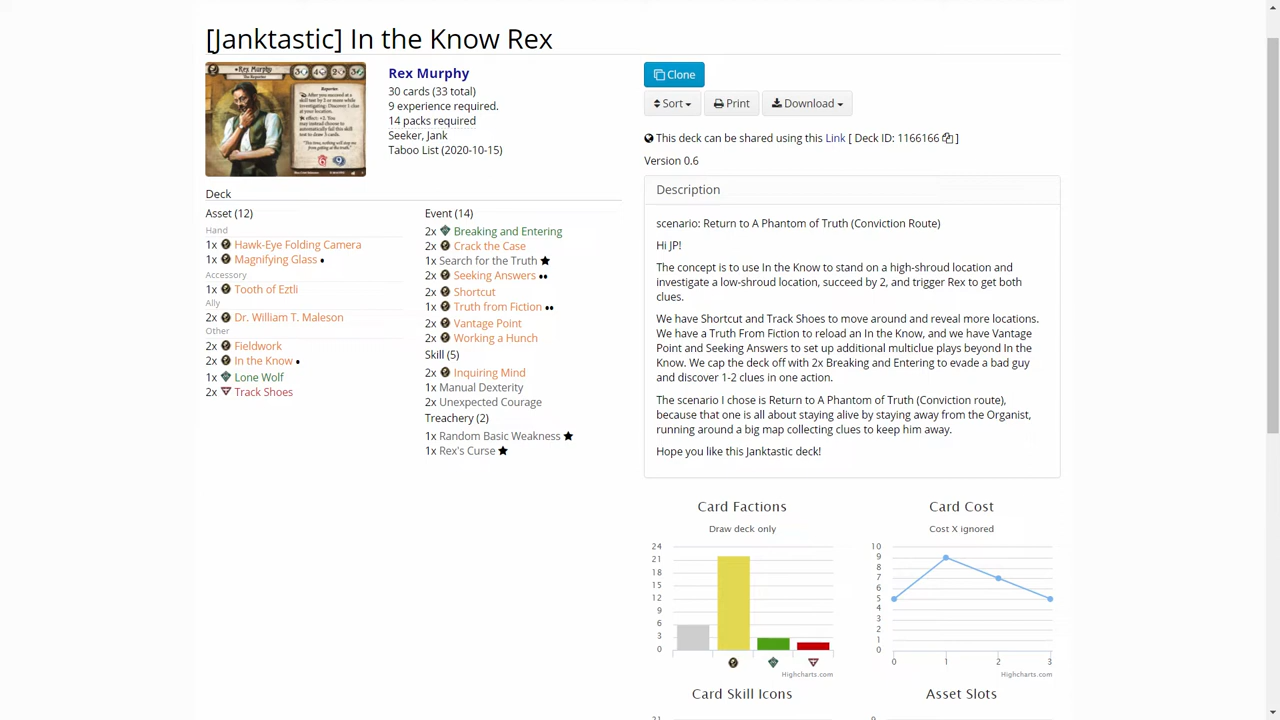 [Janktastic] In the Know Rex
Rex Murphy
30 cards (33 total)
9 experience required.
14 packs required
Seeker, Jank
Taboo List (2020-10-15)
Deck
Asset (12)
Hand
1x Hawk-Eye Folding Camera
1x Magnifying Glass •
Accessory
1x Tooth of Eztli
Ally
2x Dr. William T. Maleson
Other
2x Fieldwork
2x In the Know •
1x Lone Wolf
2x Track Shoes
Event (14)
2x Breaking and Entering
2x Crack the Case
1x Search for the Truth ★
2x Seeking Answers ••
2x Shortcut
1x Truth from Fiction ••
2x Vantage Point
2x Working a Hunch
Skill (5)
2x Inquiring Mind
1x Manual Dexterity
2x Unexpected Courage
Treachery (2)
1x Random Basic Weakness ★
1x Rex's Curse ★
Clone
Sort
Print
Download
This deck can be seen using this Link [ Deck ID: 1166166 ]
Version 0.6
Description
scenario: Return to A Phantom of Truth (Conviction Route)
Hi JP!
The concept is to use In the Know to stand on a high-shroud location and
investigate a low-shroud location, succeed by 2, and trigger Rex to get both
clues.
We have Shortcut and Track Shoes to move around and reveal more locations.
We have a Truth From Fiction to reload an In the Know, and we have Vantage
Point and Seeking Answers to set up additional multiclue plays beyond In the
Know. We cap the deck off with 2x Breaking and Entering to evade a bad guy
and discover 1-2 clues in one action.
The scenario I chose is Return to A Phantom of Truth (Conviction route),
because that one is all about staying alive by staying away from the Organist,
running around a big map collecting clues to keep him away.
Hope you like this Janktastic deck!
Card Factions
Draw deck only
24
21
18
15
12
9
6
3
0
Highcharts.com
Card Cost
Cost X ignored
10
9
8
7
6
5
4
3
2
1
0
0 1 2 3
Highcharts.com
Card Skill Icons
Asset Slots